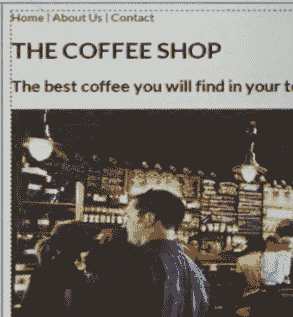 Home | About Us | Contact
THE COFFEE SHOP
The best coffee you will find in your